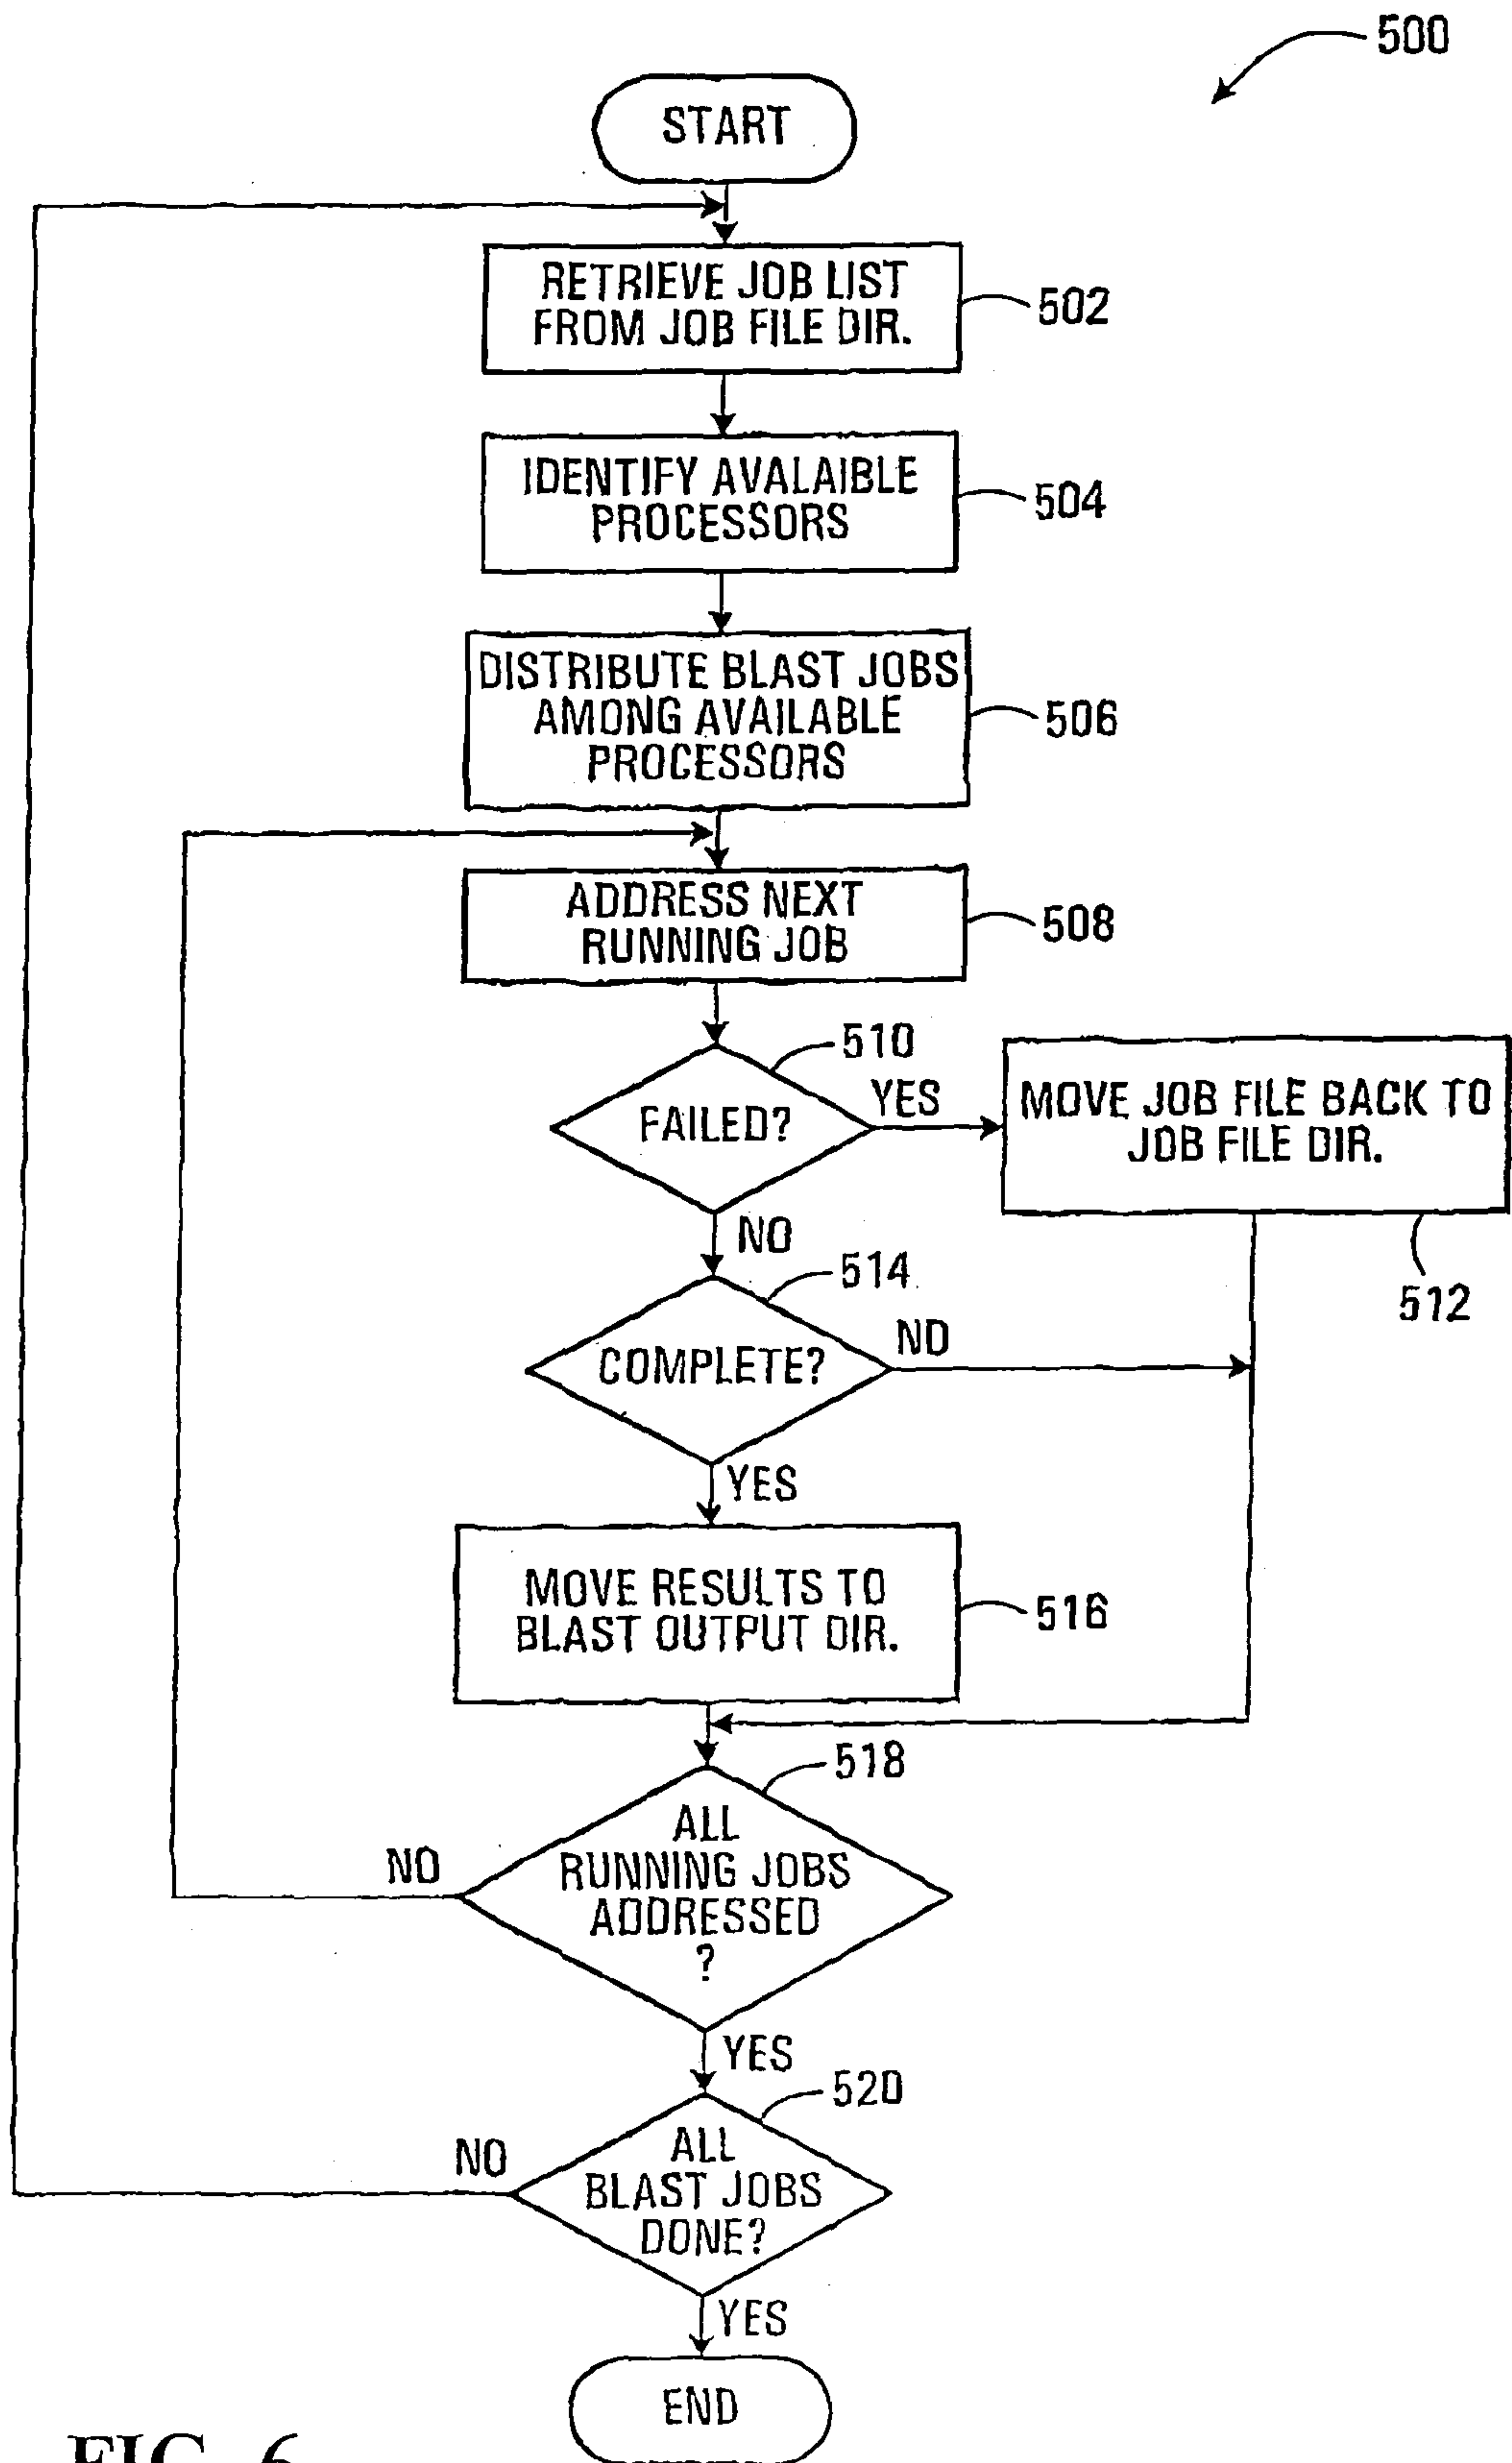 500
START
RETRIEVE JOB LIST
FROM JOB FILE DIR.
502
IDENTIFY AVALAIBLE
PROCESSORS
504
DISTRIBUTE BLAST JOBS
AMONG AVAILABLE
PROCESSORS
506
ADDRESS NEXT
RUNNING JOB
508
510
FAILED?
YES
MOVE JOB FILE BACK TO
JOB FILE DIR.
512
NO
514
COMPLETE?
NO
YES
MOVE RESULTS TO
BLAST OUTPUT DIR.
516
518
ALL
RUNNING JOBS
ADDRESSED
?
NO
YES
520
ALL
BLAST JOBS
DONE?
NO
YES
END
FIG. 6